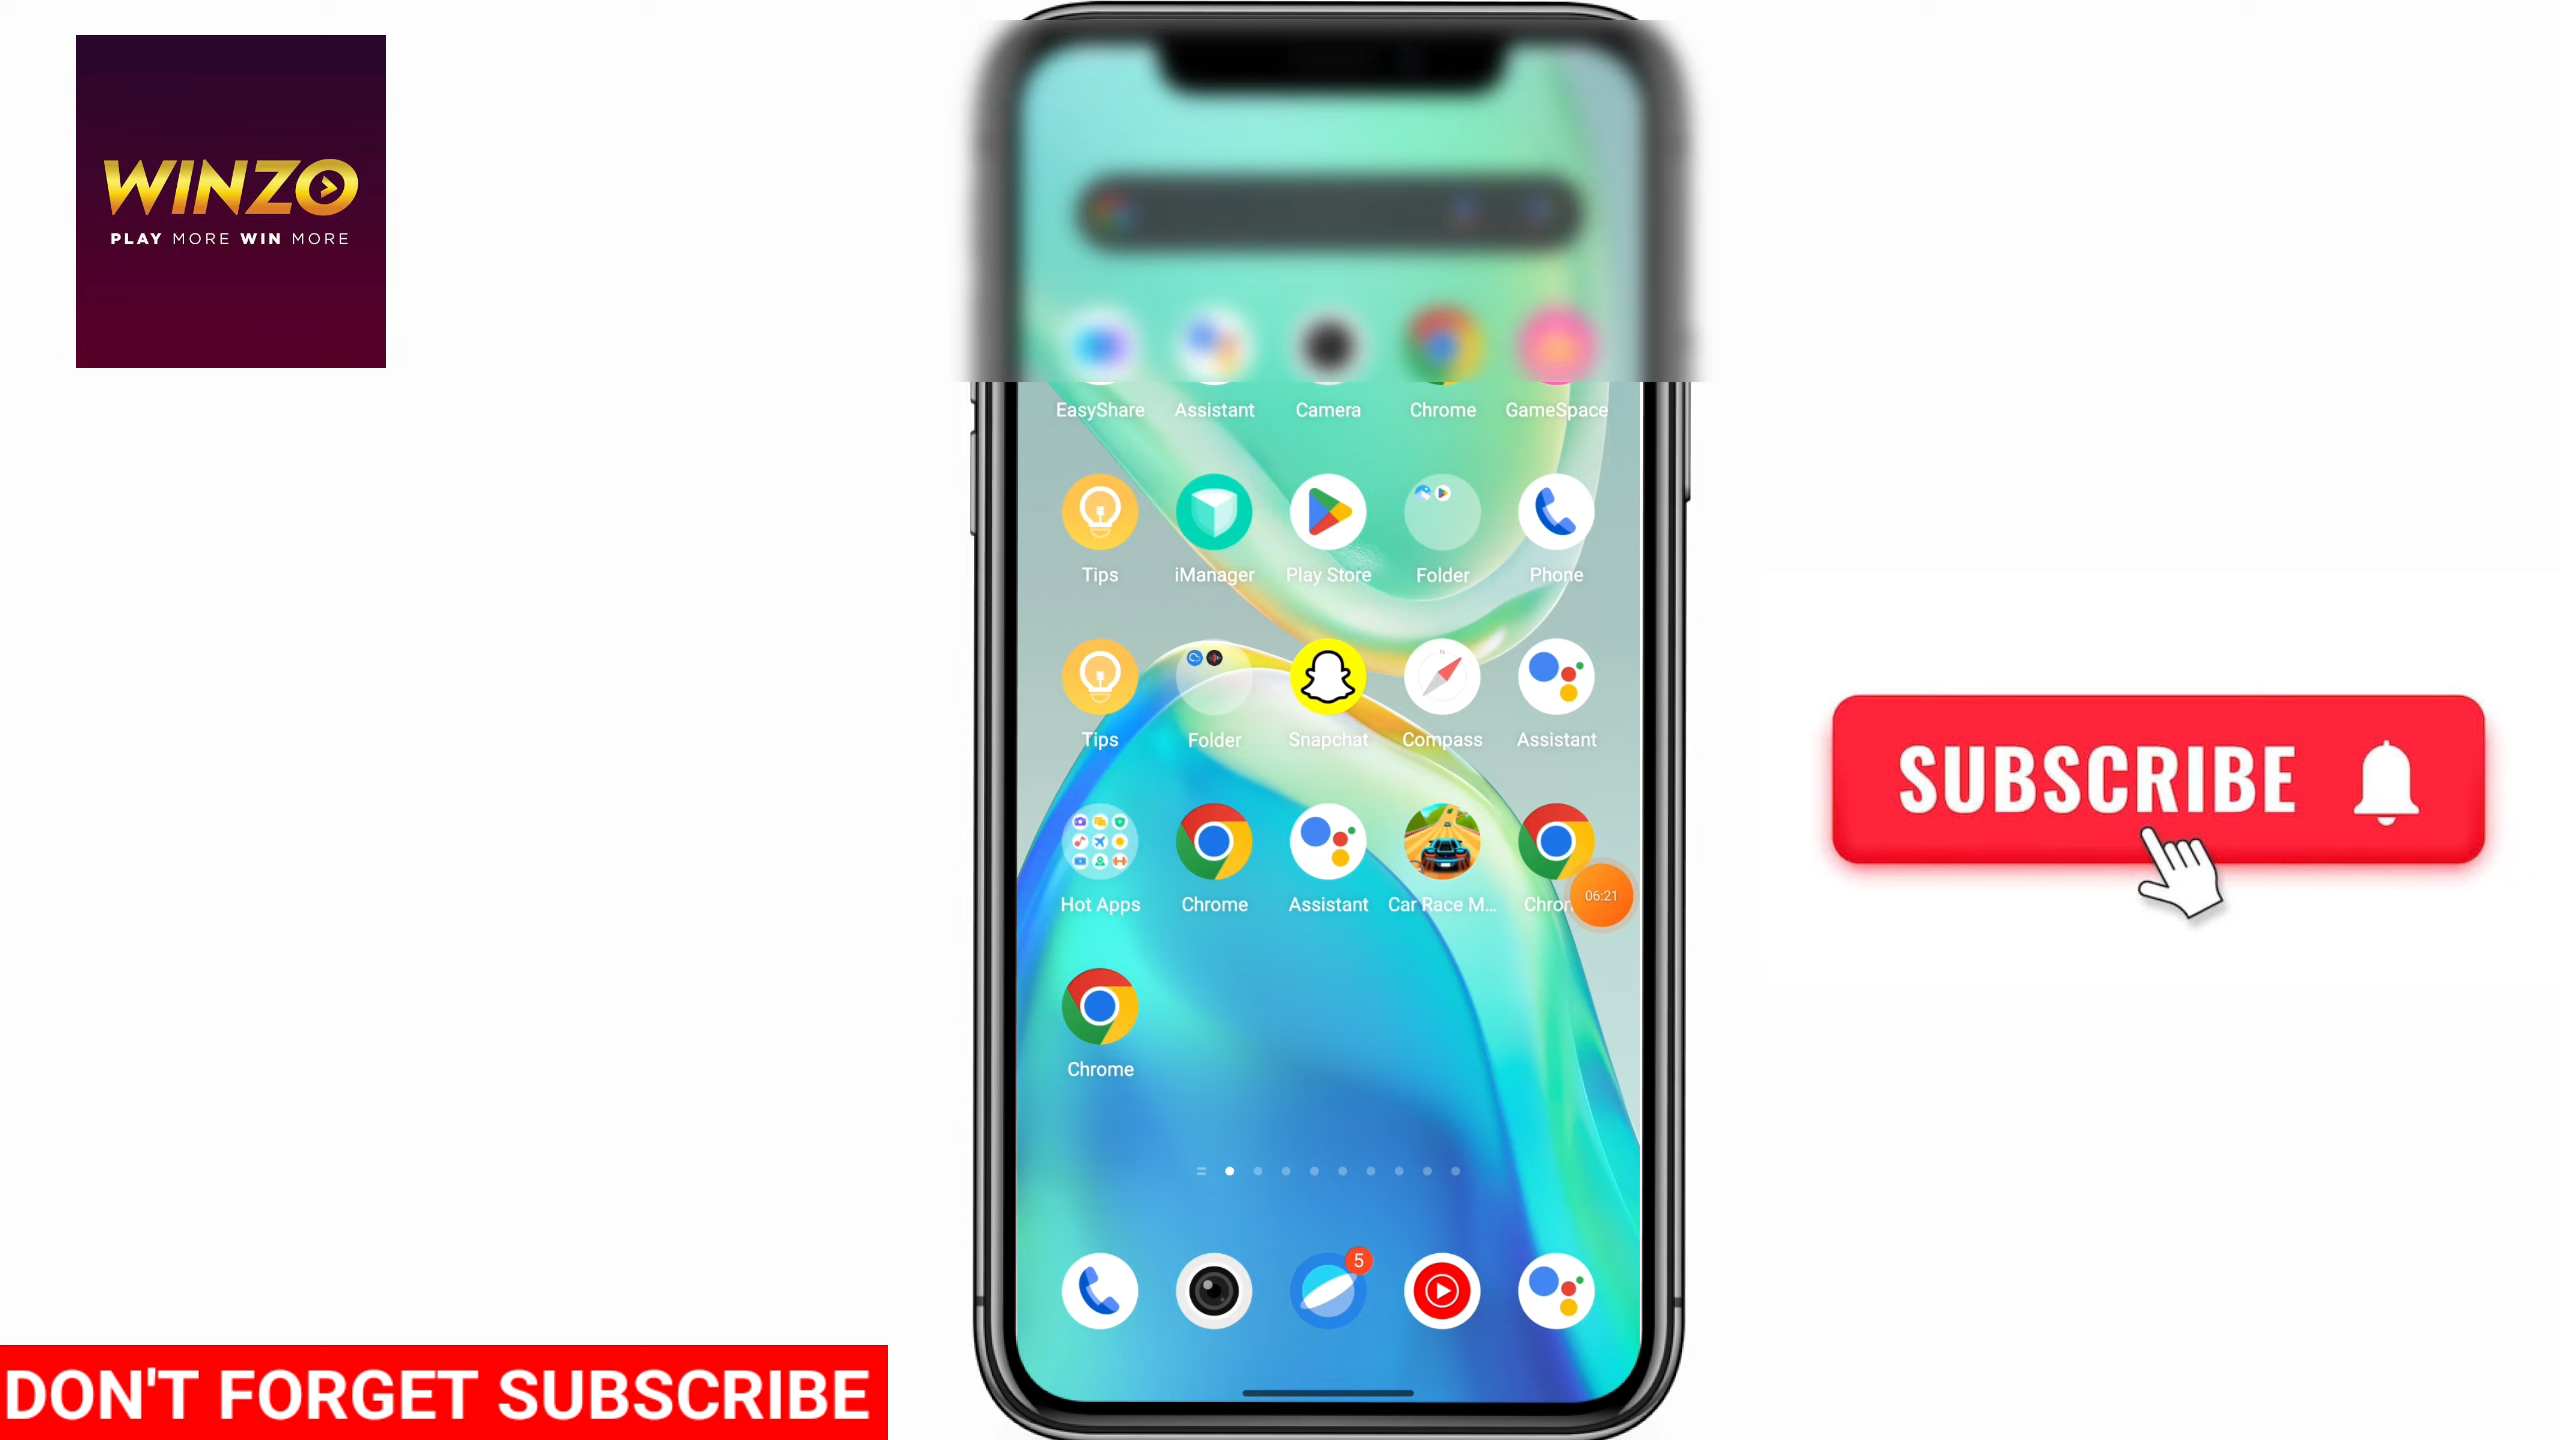 WINZO
PLAY MORE WIN MORE
EasyShare Assistant Camera Chrome GameSpace
Tips iManager Play Store Folder Phone
N
Tips Folder Snapchat Compass Assistant
SUBSCRIBE
06:21
Hot Apps Chrome Assistant Car Race M... Chrom
Chrome
5
DON'T FORGET SUBSCRIBE